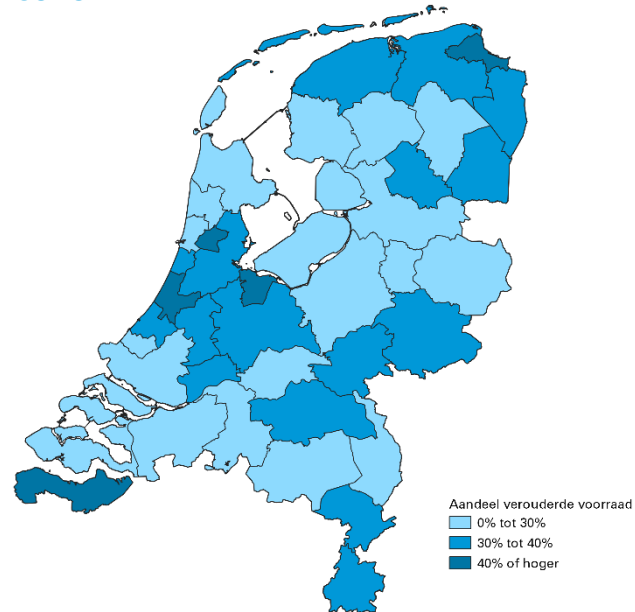 Aandeel verouderde voorraad
0% tot 30%
30% tot 40%
40% of hoger